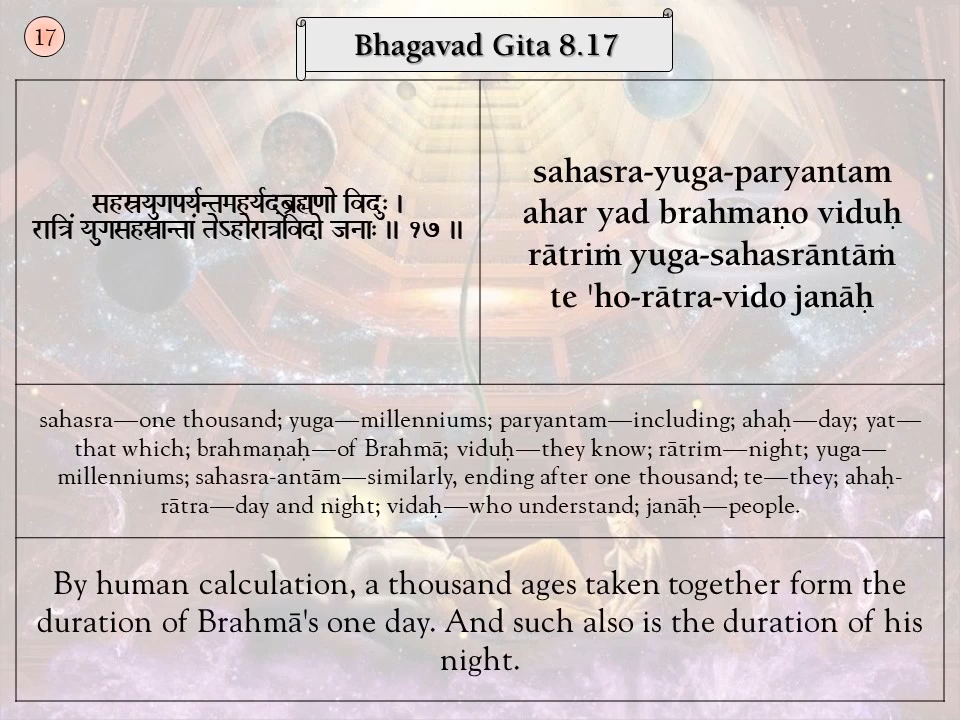 17
Bhagavad Gita 8.17
सहस्रयुगपर्यन्तमहर्यद्ब्रह्मणो विदुः ।
रात्रिं युगसहस्रान्तां तेऽहोरात्रविदो जनाः ॥ १७ ॥
sahasra-yuga-paryantam
ahar yad brahmaṇo viduḥ
rātriṁ yuga-sahasrāntāṁ
te 'ho-rātra-vido janāḥ
sahasra—one thousand; yuga—millenniums; paryantam—including; ahaḥ—day; yat—
that which; brahmaṇaḥ—of Brahmā; viduḥ—they know; rātrim—night; yuga—
millenniums; sahasra-antām—similarly, ending after one thousand; te—they; ahaḥ-
rātra—day and night; vidaḥ—who understand; janāḥ—people.
By human calculation, a thousand ages taken together form the
duration of Brahmā's one day. And such also is the duration of his
night.